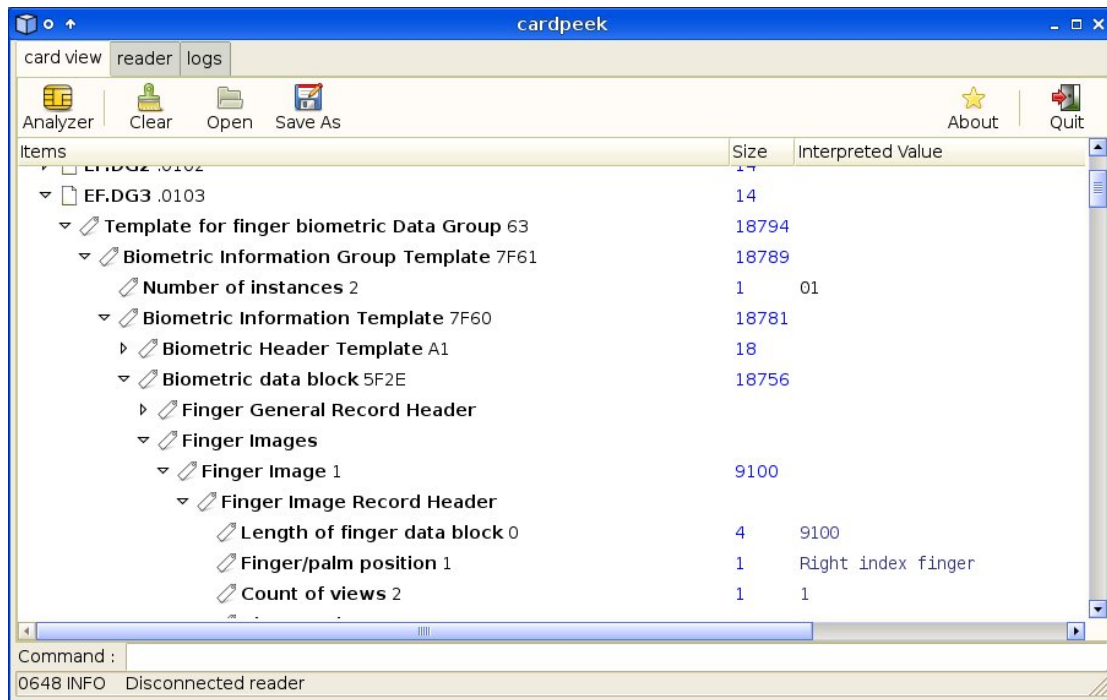 cardpeek
card view reader logs
Analyzer Clear Open Save As About Quit
Items Size Interpreted Value
EF.DG2 .0102 14
EF.DG3 .0103 14
Template for finger biometric Data Group 63 18794
Biometric Information Group Template 7F61 18789
Number of instances 2 1 01
Biometric Information Template 7F60 18781
Biometric Header Template A1 18
Biometric data block 5F2E 18756
Finger General Record Header
Finger Images
Finger Image 1 9100
Finger Image Record Header
Length of finger data block 0 4 9100
Finger/palm position 1 1 Right index finger
Count of views 2 1 1
Command :
0648 INFO Disconnected reader